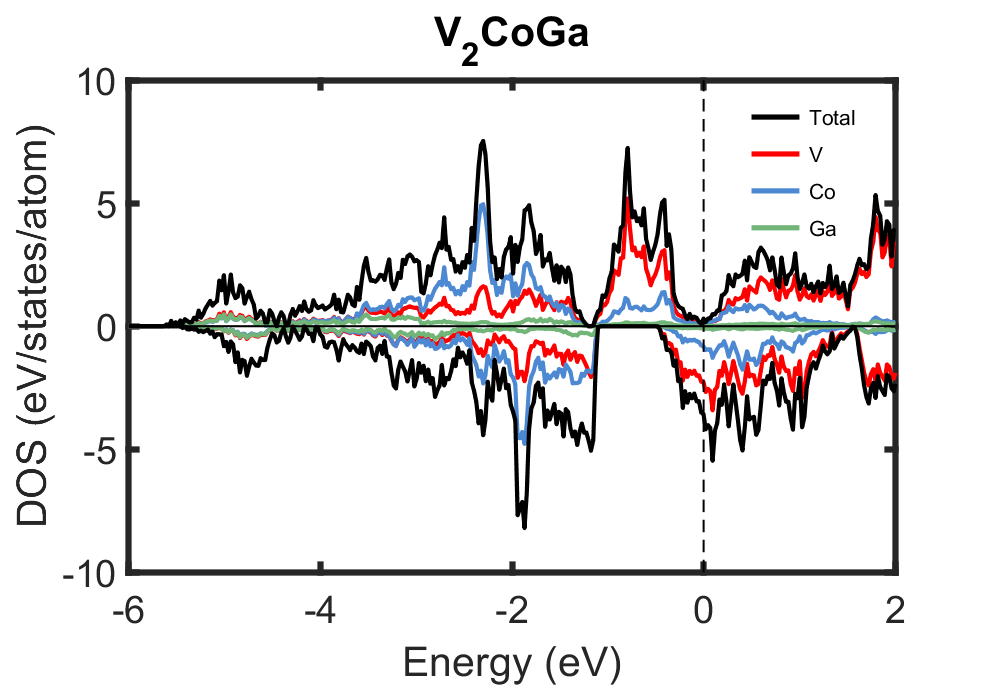 V₂CoGa
10
5
0
-5
-10
DOS (eV/states/atom)
Total
V
Co
Ga
-6 -4 -2 0 2
Energy (eV)